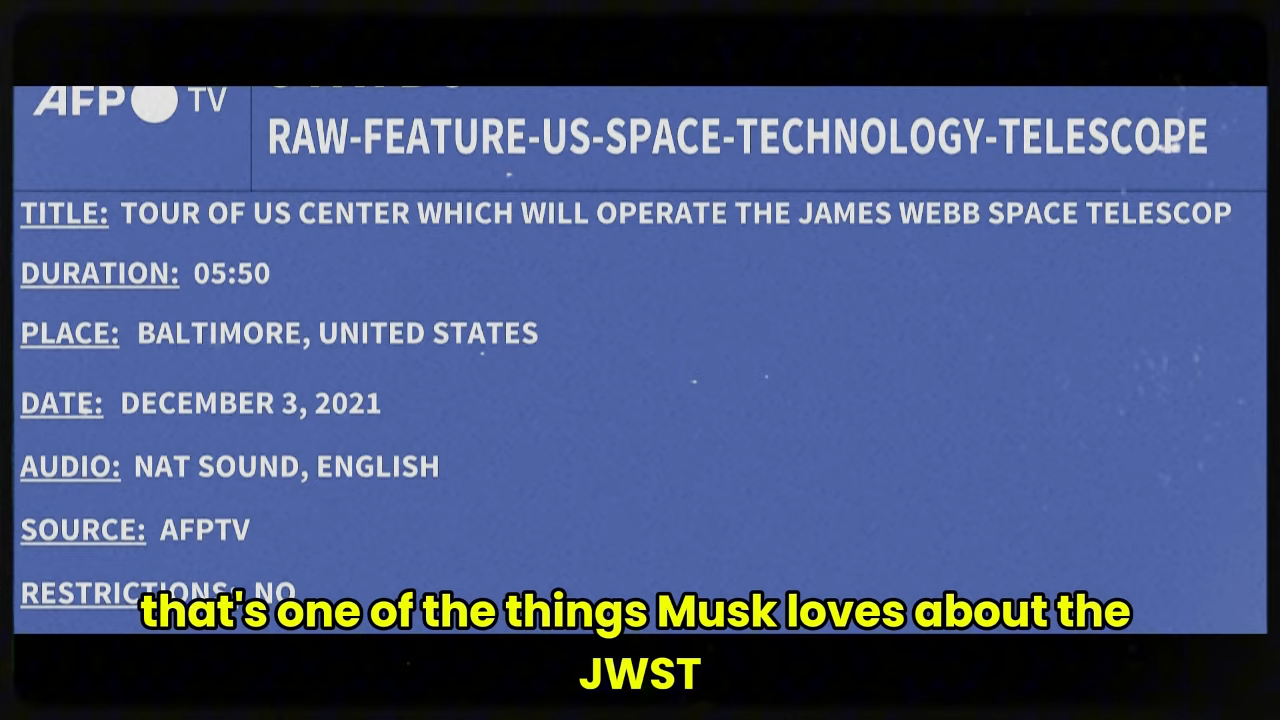 AFP TV
RAW-FEATURE-US-SPACE-TECHNOLOGY-TELESCOPE
TITLE: TOUR OF US CENTER WHICH WILL OPERATE THE JAMES WEBB SPACE TELESCOP
DURATION: 05:50
PLACE: BALTIMORE, UNITED STATES
DATE: DECEMBER 3, 2021
AUDIO: NAT SOUND, ENGLISH
SOURCE: AFPTV
RESTRICTIONS: NO
that's one of the things Musk loves about the
JWST